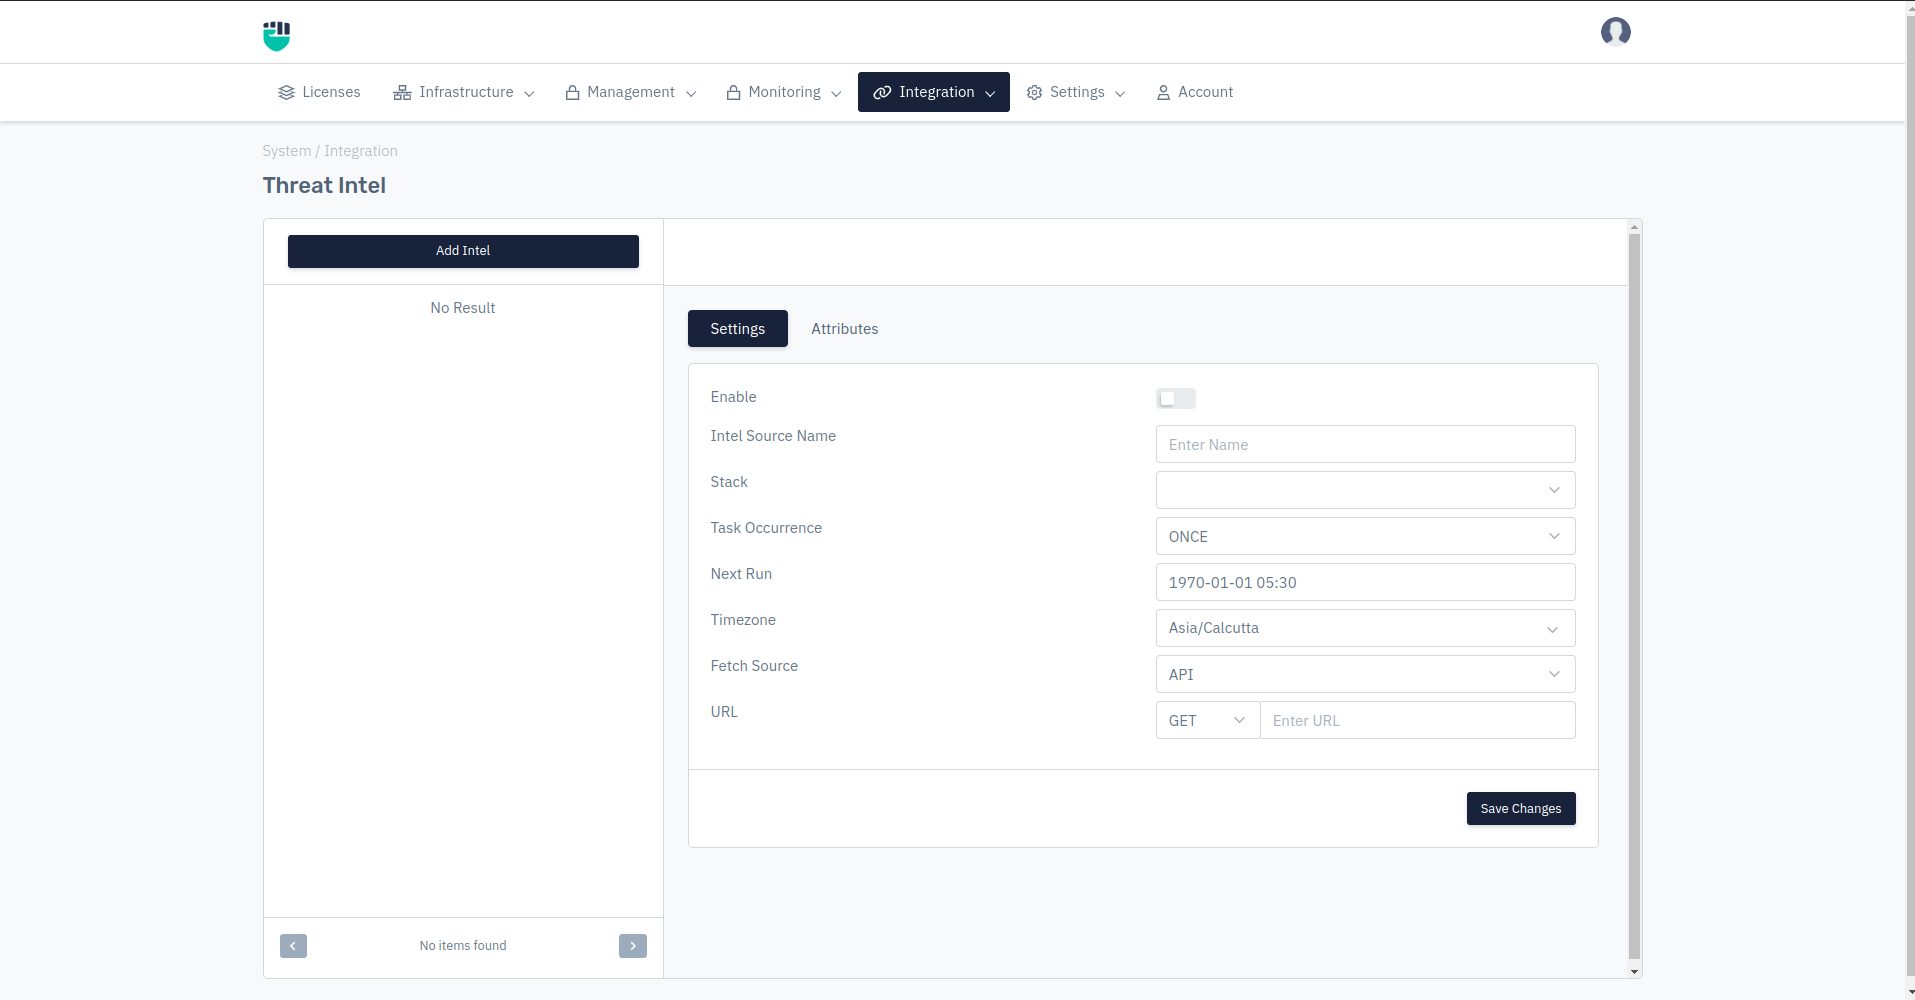 Licenses Infrastructure Management Monitoring Integration Settings Account
System / Integration
Threat Intel
Add Intel
No Result
Settings Attributes
Enable
Intel Source Name Enter Name
Stack
Task Occurrence ONCE
Next Run 1970-01-01 05:30
Timezone Asia/Calcutta
Fetch Source API
URL GET Enter URL
Save Changes
No items found